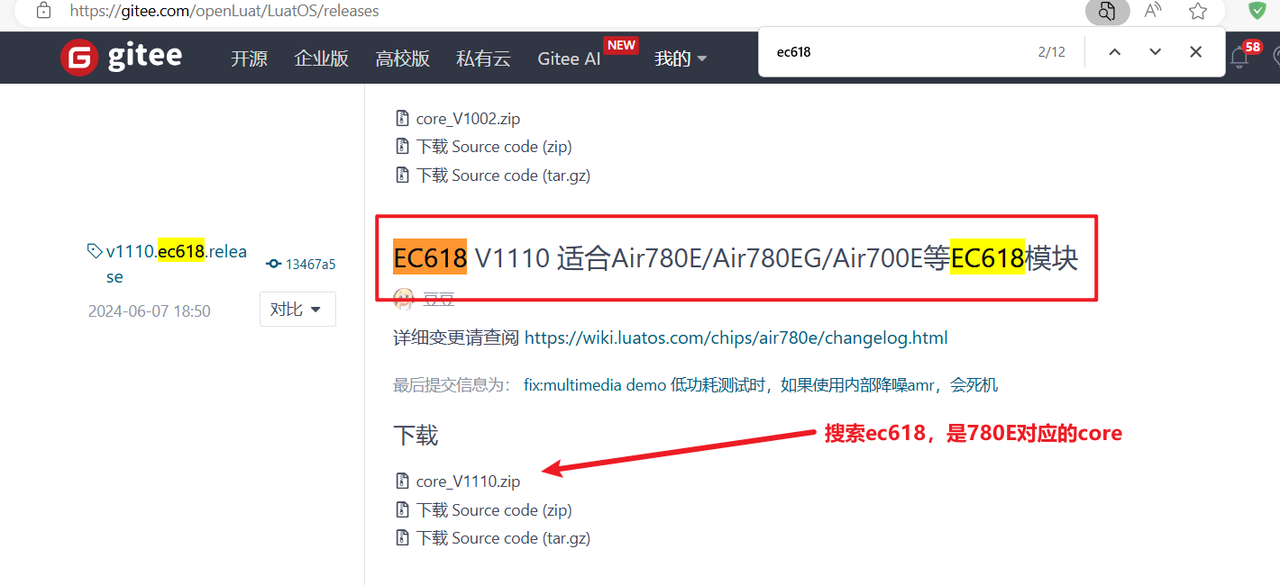 https://gitee.com/openLuat/LuatOS/releases
ec618
2/12
gitee
开源
企业版
高校版
私有云
Gitee AI
NEW
我的
58
core_V1002.zip
下载 Source code (zip)
下载 Source code (tar.gz)
v1110.ec618.relea
se
13467a5
2024-06-07 18:50
对比
EC618 V1110 适合Air780E/Air780EG/Air700E等EC618模块
豆豆
详细变更请查阅 https://wiki.luatos.com/chips/air780e/changelog.html
最后提交信息为： fix:multimedia demo 低功耗测试时，如果使用内部降噪amr，会死机
下载
搜索ec618，是780E对应的core
core_V1110.zip
下载 Source code (zip)
下载 Source code (tar.gz)